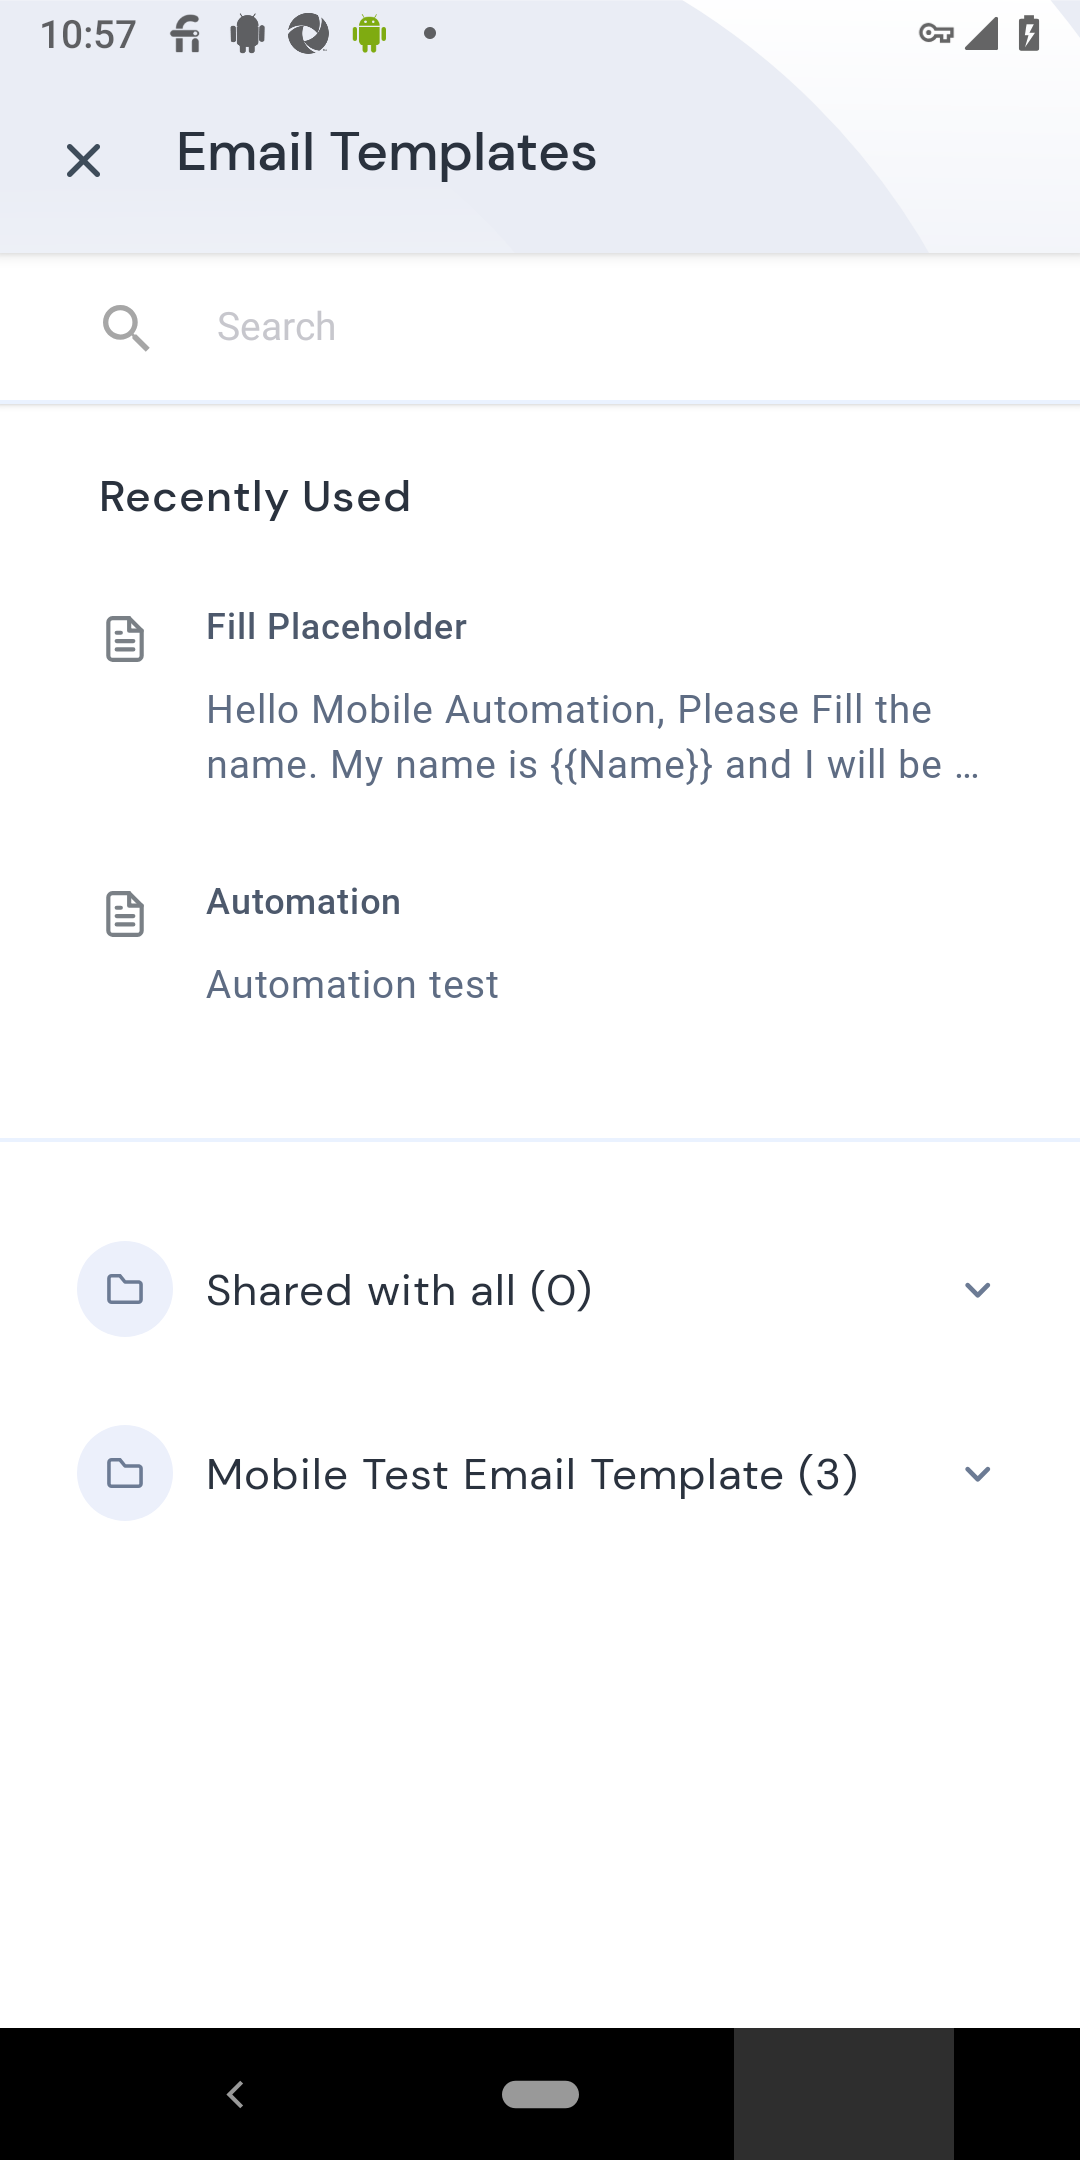 10:57
Email Templates
Search
Recently Used
Fill Placeholder
Hello Mobile Automation, Please Fill the
name. My name is {{Name}} and I will be …
Automation
Automation test
Shared with all (0)
Mobile Test Email Template (3)